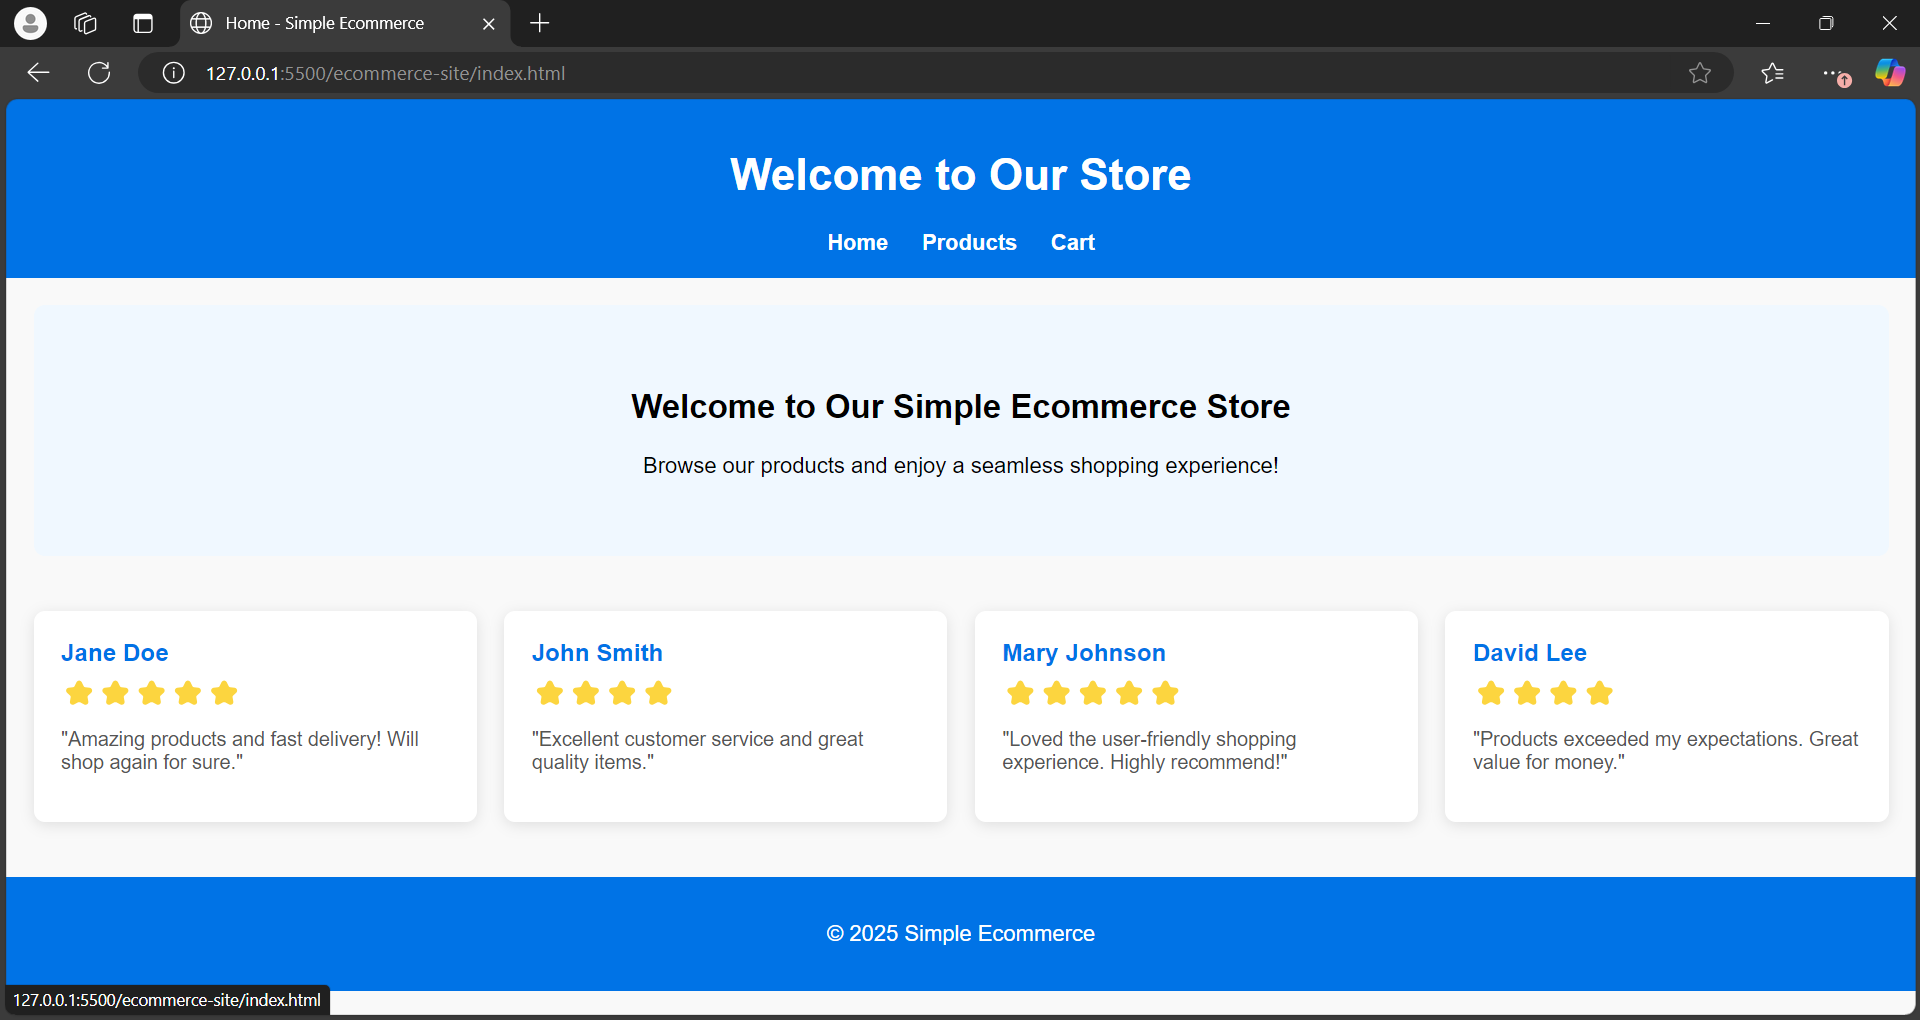 Home - Simple Ecommerce
127.0.0.1:5500/ecommerce-site/index.html
Welcome to Our Store
Home Products Cart
Welcome to Our Simple Ecommerce Store
Browse our products and enjoy a seamless shopping experience!
Jane Doe
"Amazing products and fast delivery! Will
shop again for sure."
John Smith
"Excellent customer service and great
quality items."
Mary Johnson
"Loved the user-friendly shopping
experience. Highly recommend!"
David Lee
"Products exceeded my expectations. Great
value for money."
© 2025 Simple Ecommerce
127.0.0.1:5500/ecommerce-site/index.html